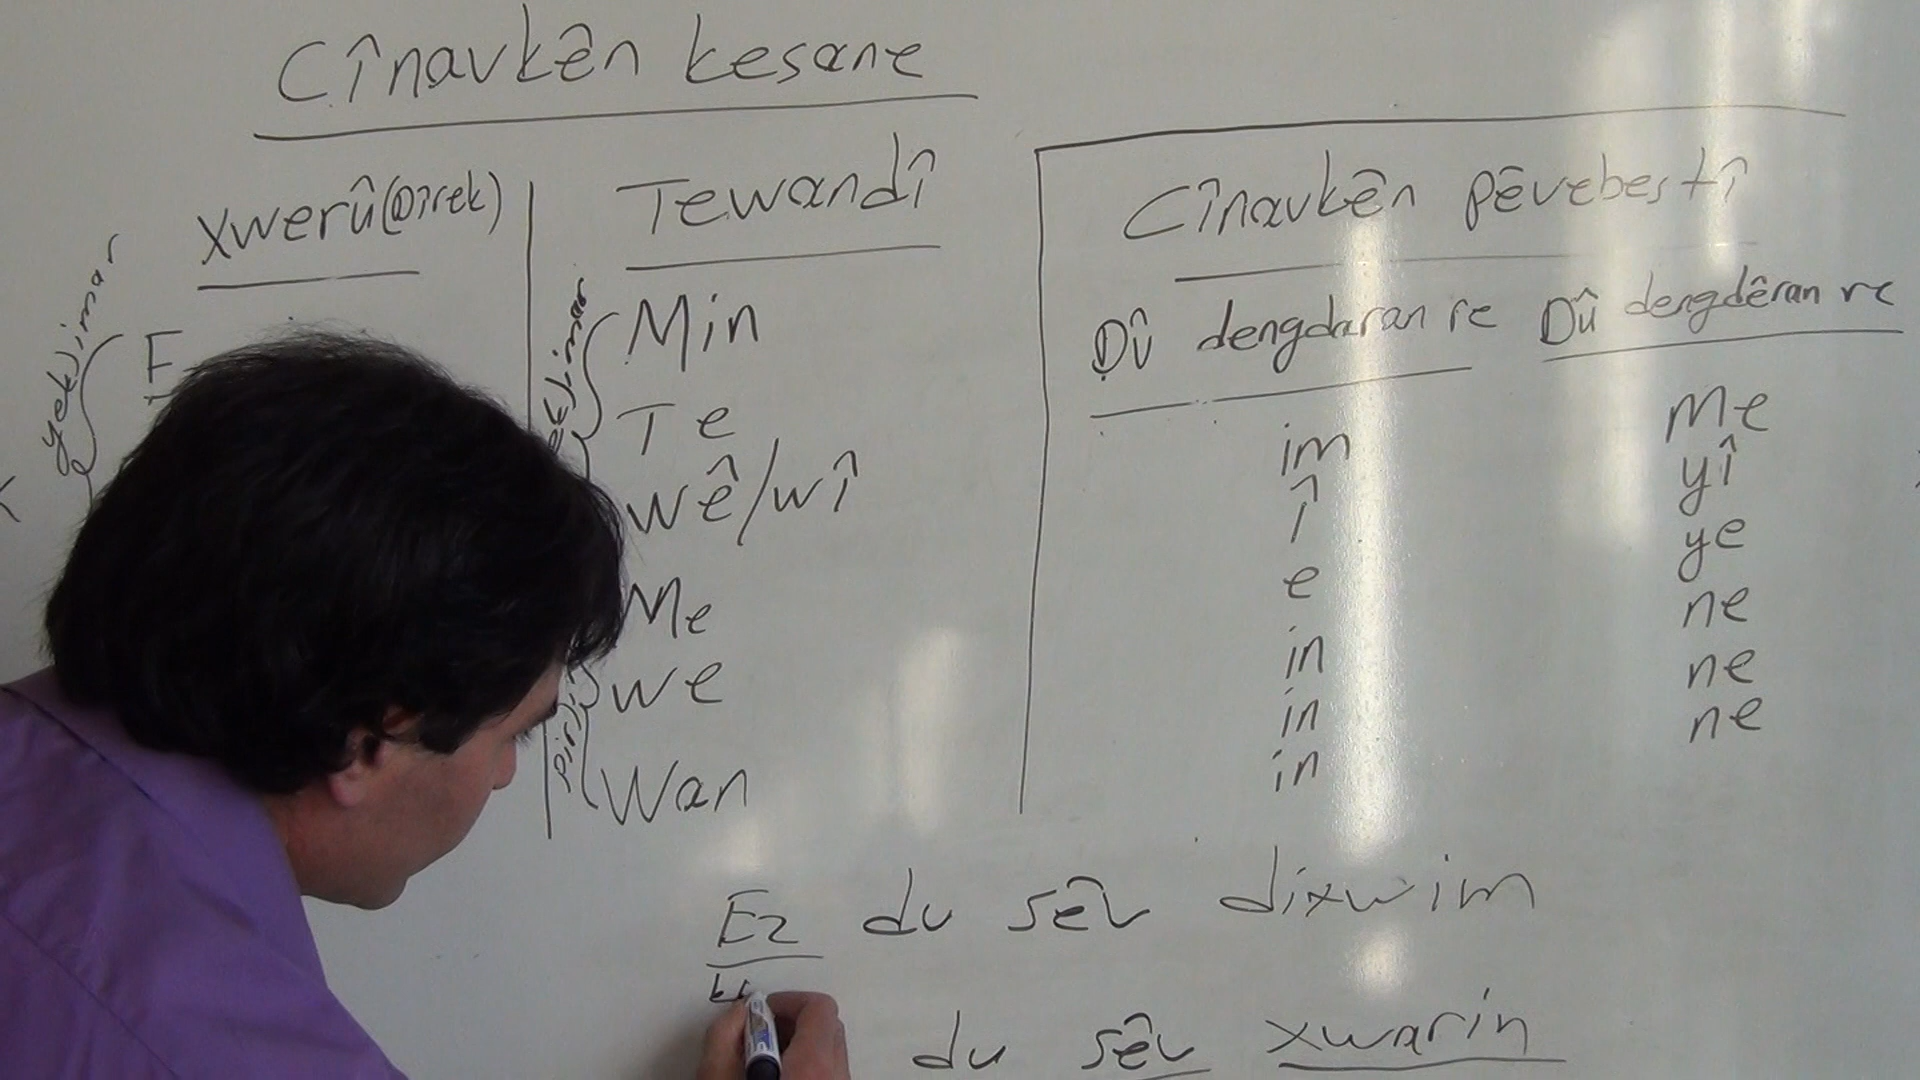 Cînavkên kesane
Xwerû (Dîrek)
Tewandî
yekjimar
Min
Te
wê/wî
Me
we
Wan
Cînavkên pêvebestî
Dû dengdaran re
Dû dengdêran re
im
î
e
in
in
in
Me
yî
ye
ne
ne
ne
Ez du sêv dixwim
du sêv xwarin